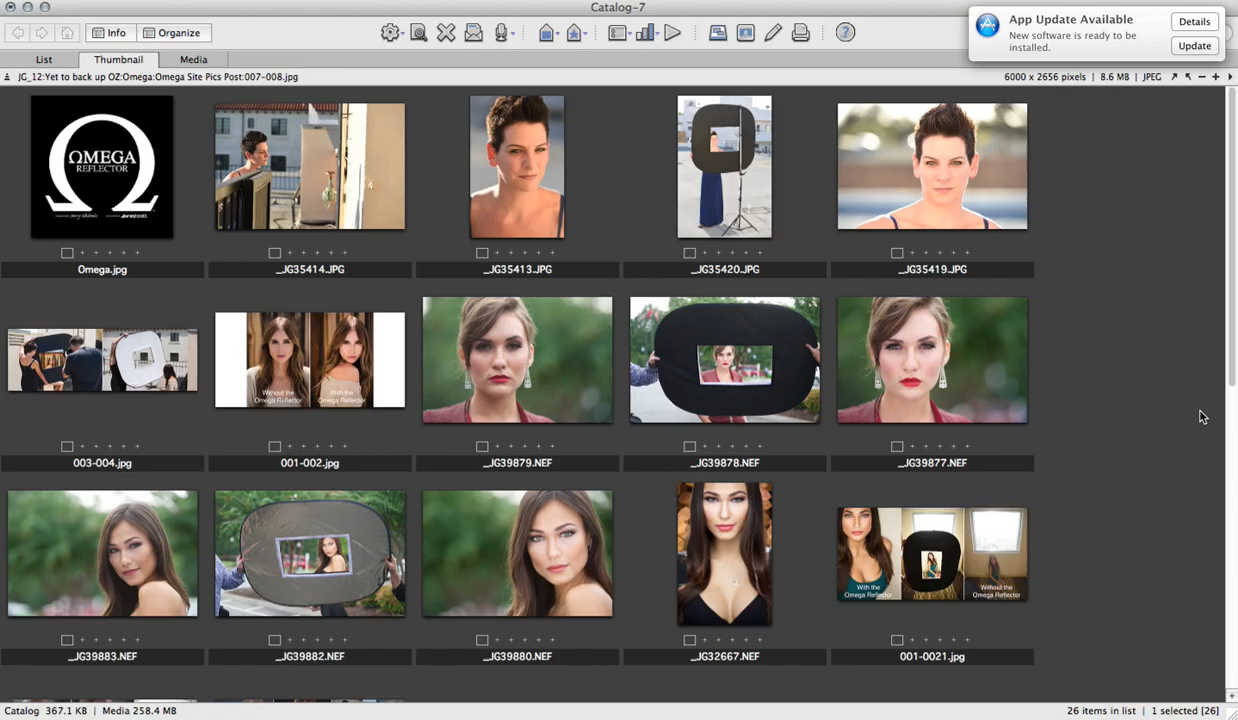 Catalog-7
Info
Organize
App Update Available
New software is ready to be
installed.
Details
Update
List
Thumbnail
Media
JG_12:Yet to back up OZ:Omega:Omega Site Pics Post:007-008.jpg
6000 x 2656 pixels | 8.6 MB | JPEG
ΩMEGA
REFLECTOR
Omega.jpg
_JG35414.JPG
_JG35413.JPG
_JG35420.JPG
_JG35419.JPG
Without the
Omega Reflector
With the
Omega Reflector
003-004.jpg
001-002.jpg
_JG39879.NEF
_JG39878.NEF
_JG39877.NEF
With the
Omega Reflector
Without the
Omega Reflector
_JG39883.NEF
_JG39882.NEF
_JG39880.NEF
_JG32667.NEF
001-0021.jpg
Catalog 367.1 KB | Media 258.4 MB
26 items in list | 1 selected [26]